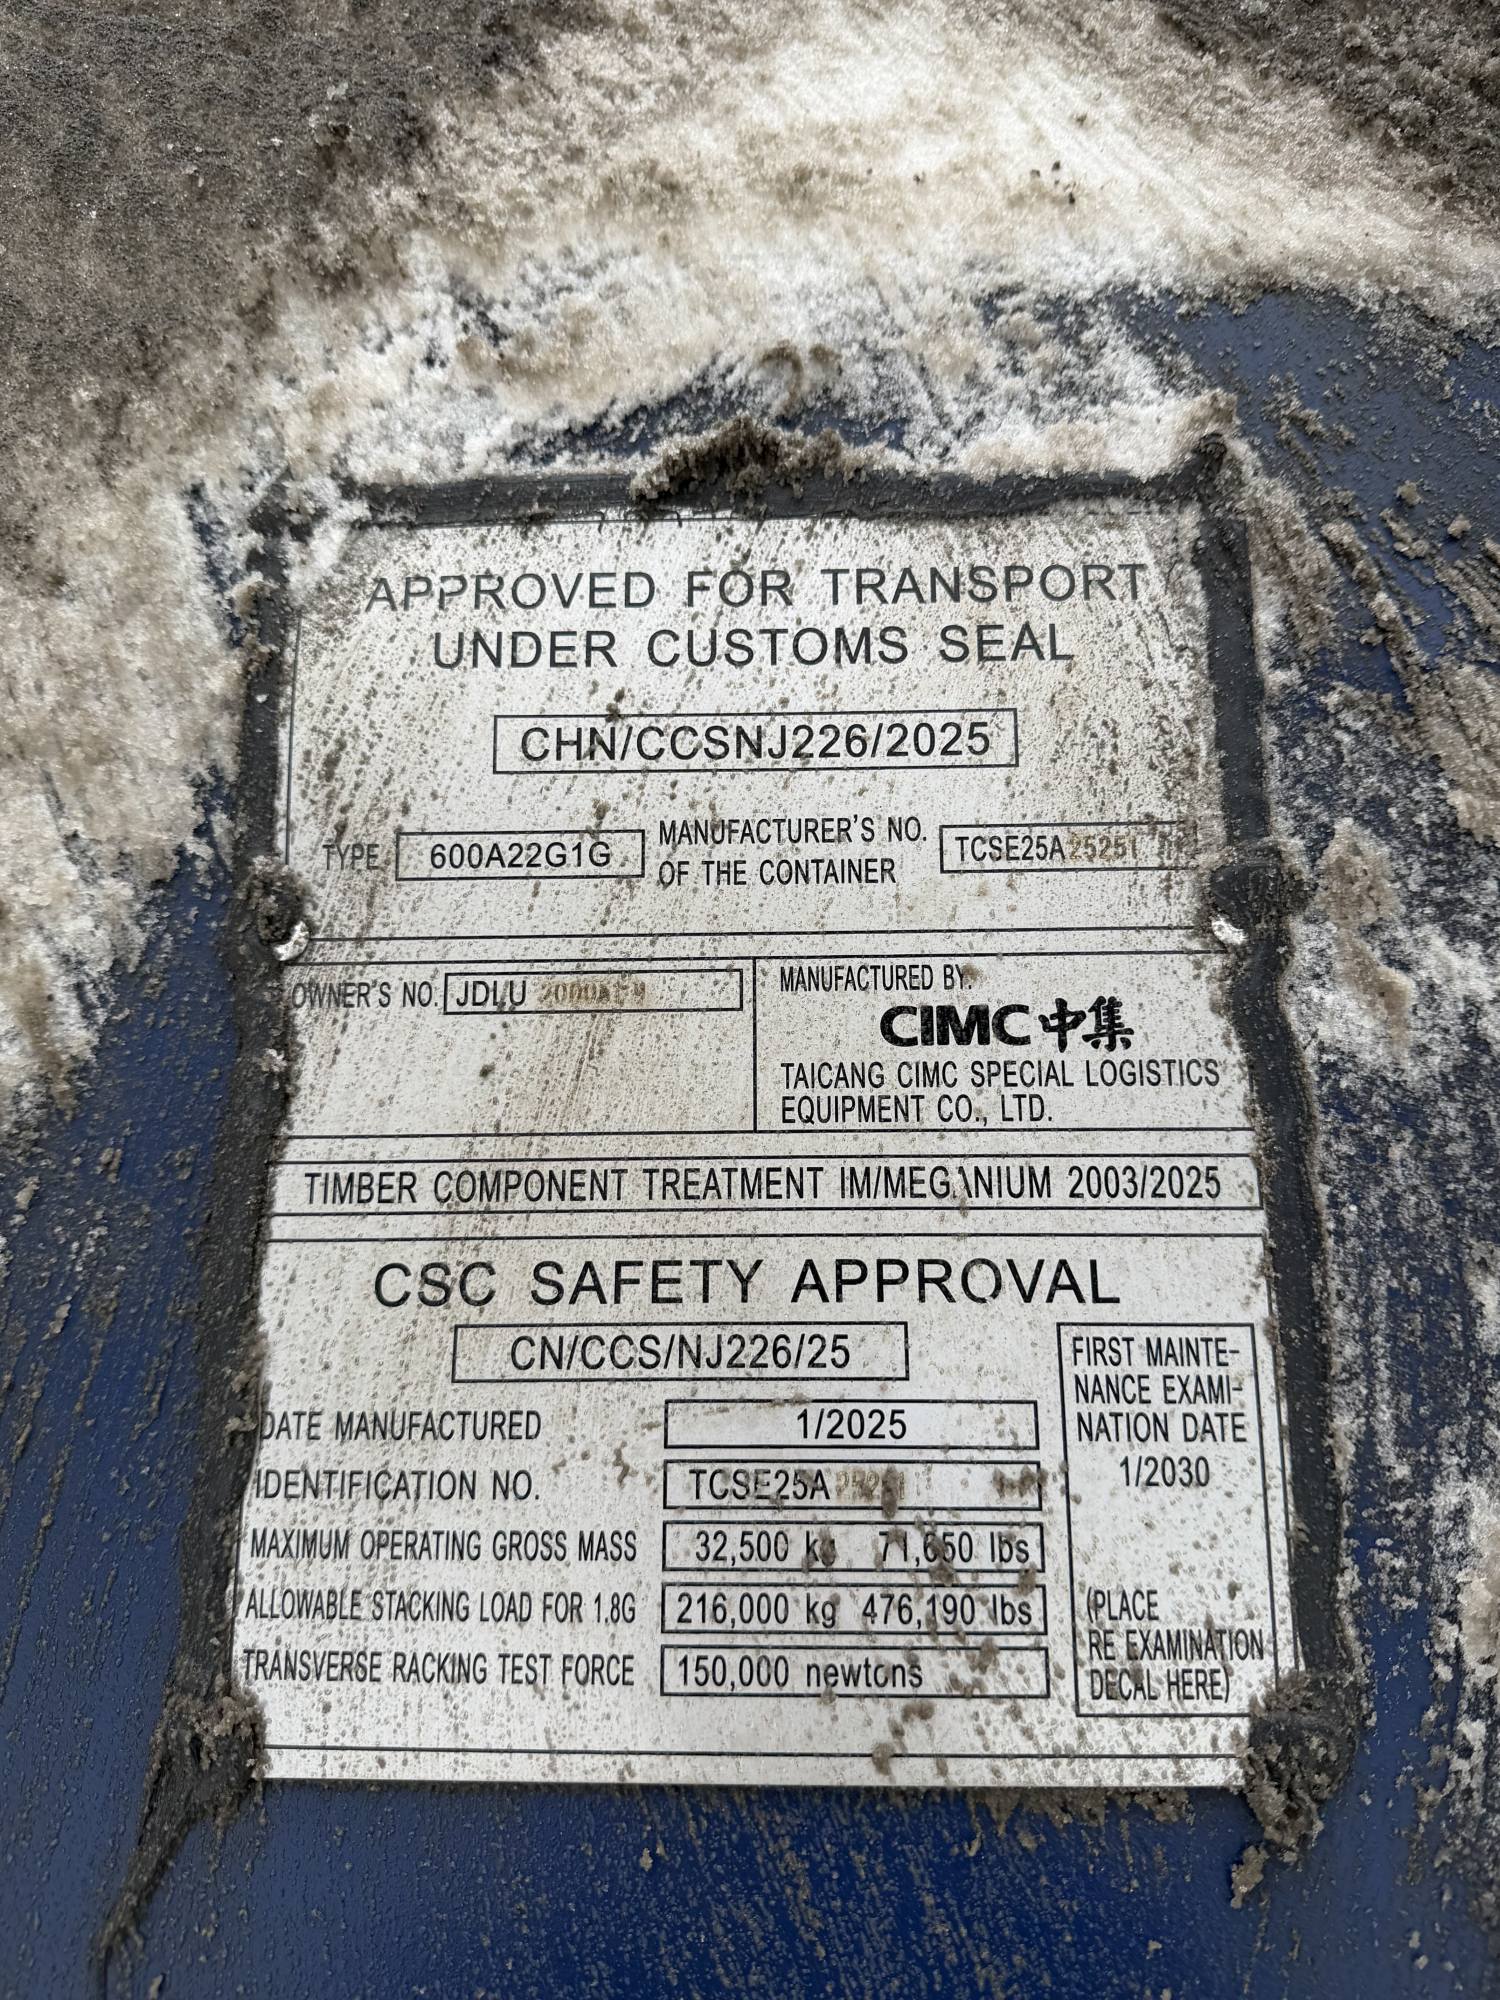 APPROVED FOR TRANSPORT
UNDER CUSTOMS SEAL
CHN/CCSNJ226/2025
TYPE 600A22G1G MANUFACTURER'S NO. OF THE CONTAINER TCSE25A
OWNER'S NO. JDLU
MANUFACTURED BY:
CIMC中集
TAICANG CIMC SPECIAL LOGISTICS
EQUIPMENT CO., LTD.
TIMBER COMPONENT TREATMENT IM/MEGANIUM 2003/2025
CSC SAFETY APPROVAL
CN/CCS/NJ226/25
DATE MANUFACTURED 1/2025
IDENTIFICATION NO. TCSE25A
MAXIMUM OPERATING GROSS MASS 32,500 kg 71,650 lbs
ALLOWABLE STACKING LOAD FOR 1.8G 216,000 kg 476,190 lbs
TRANSVERSE RACKING TEST FORCE 150,000 newtons
FIRST MAINTE-
NANCE EXAMI-
NATION DATE
1/2030
(PLACE
RE EXAMINATION
DECAL HERE)